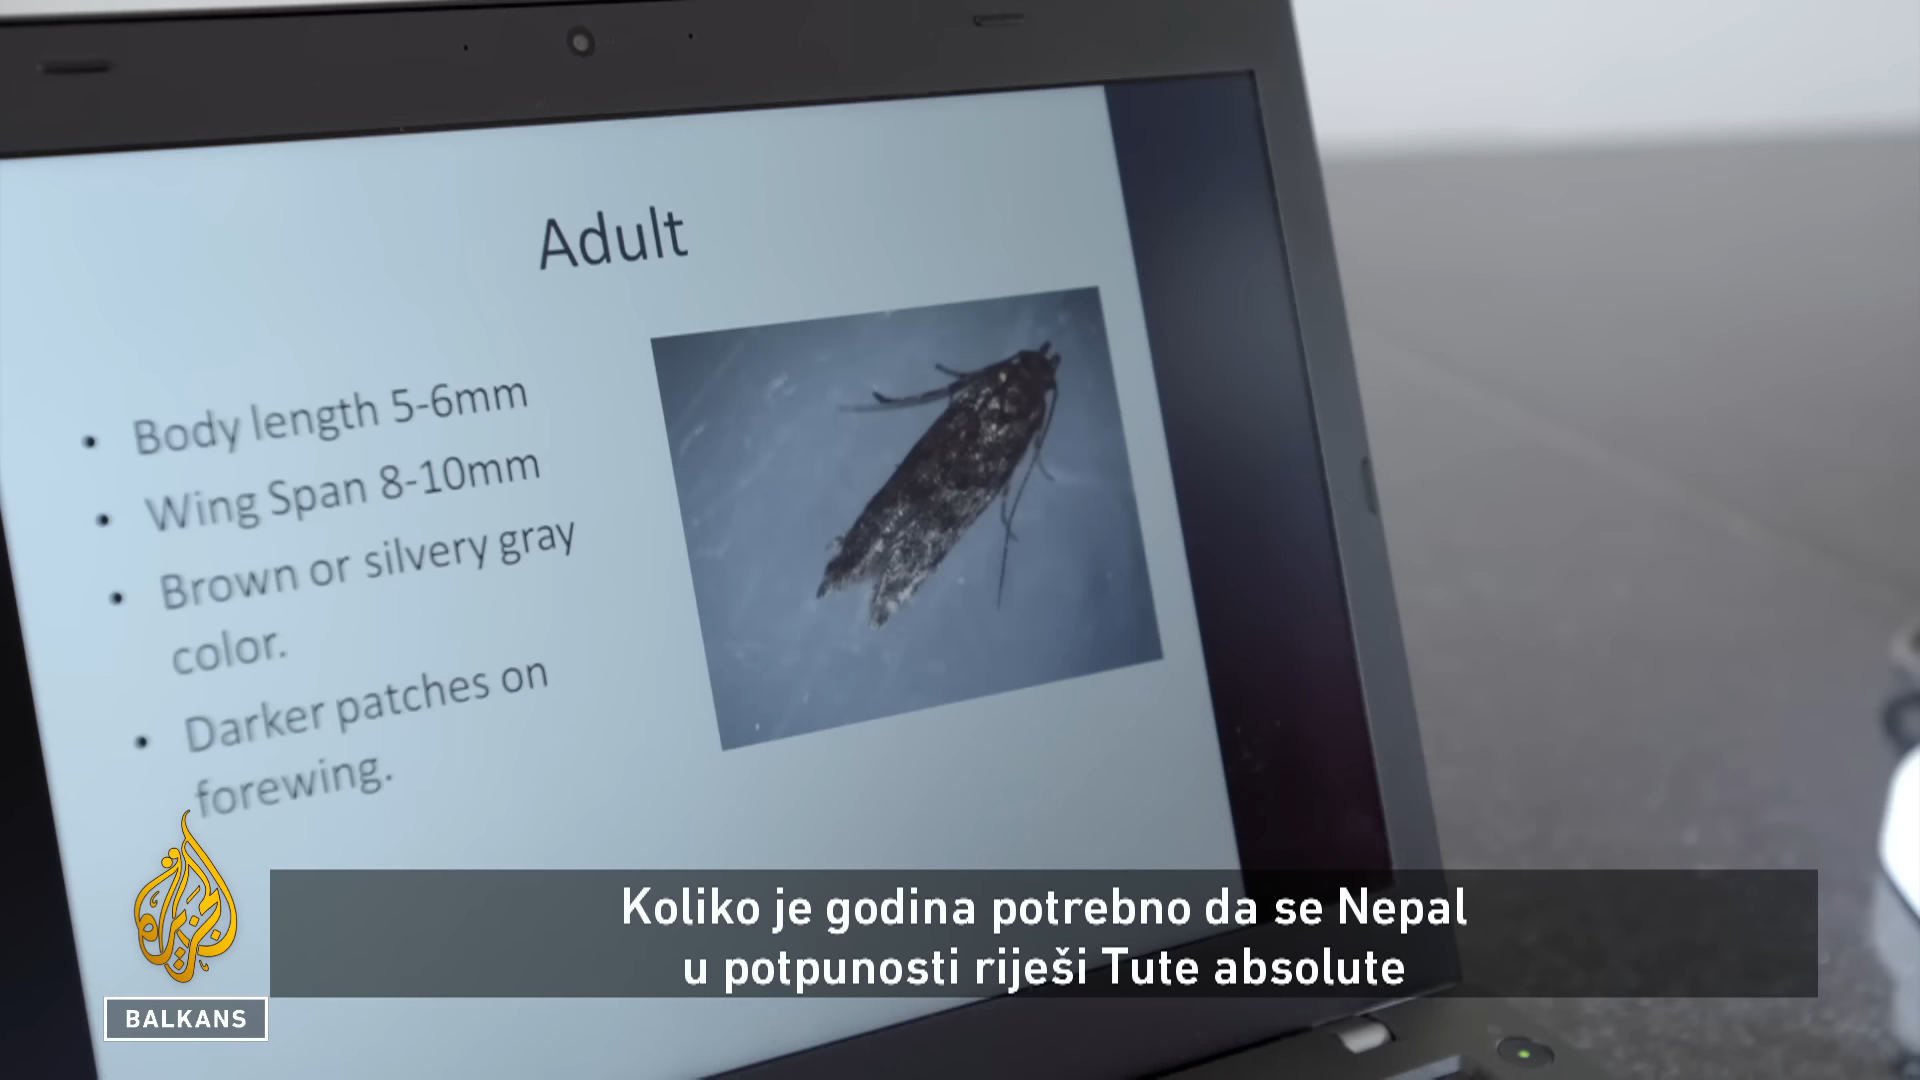 Adult
• Body length 5-6mm
• Wing Span 8-10mm
• Brown or silvery gray
color.
• Darker patches on
forewing.
Koliko je godina potrebno da se Nepal
u potpunosti riješi Tute absolute
الجزيرة
BALKANS